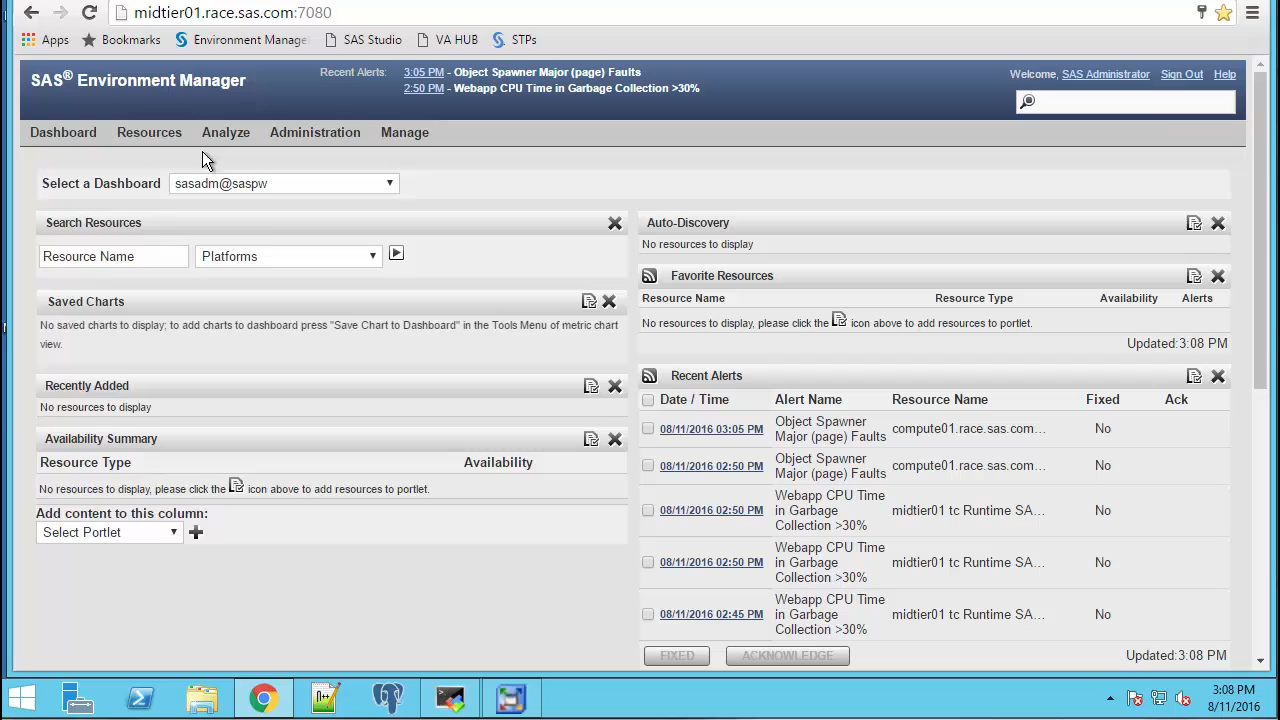 midtier01.race.sas.com:7080
Apps Bookmarks Environment Manage SAS Studio VA HUB STPs
SAS® Environment Manager
Recent Alerts: 3:05 PM - Object Spawner Major (page) Faults
2:50 PM - Webapp CPU Time in Garbage Collection >30%
Welcome, SAS Administrator Sign Out Help
Dashboard Resources Analyze Administration Manage
Select a Dashboard sasadm@saspw
Search Resources
Resource Name Platforms
Saved Charts
No saved charts to display; to add charts to dashboard press "Save Chart to Dashboard" in the Tools Menu of metric chart
view.
Recently Added
No resources to display
Availability Summary
Resource Type Availability
No resources to display, please click the icon above to add resources to portlet.
Add content to this column:
Select Portlet
Auto-Discovery
No resources to display
Favorite Resources
Resource Name Resource Type Availability Alerts
No resources to display, please click the icon above to add resources to portlet.
Updated:3:08 PM
Recent Alerts
Date / Time Alert Name Resource Name Fixed Ack
08/11/2016 03:05 PM Object Spawner Major (page) Faults compute01.race.sas.com... No
08/11/2016 02:50 PM Object Spawner Major (page) Faults compute01.race.sas.com... No
08/11/2016 02:50 PM Webapp CPU Time in Garbage Collection >30% midtier01 tc Runtime SA... No
08/11/2016 02:50 PM Webapp CPU Time in Garbage Collection >30% midtier01 tc Runtime SA... No
08/11/2016 02:45 PM Webapp CPU Time in Garbage Collection >30% midtier01 tc Runtime SA... No
FIXED ACKNOWLEDGE Updated:3:08 PM
3:08 PM
8/11/2016